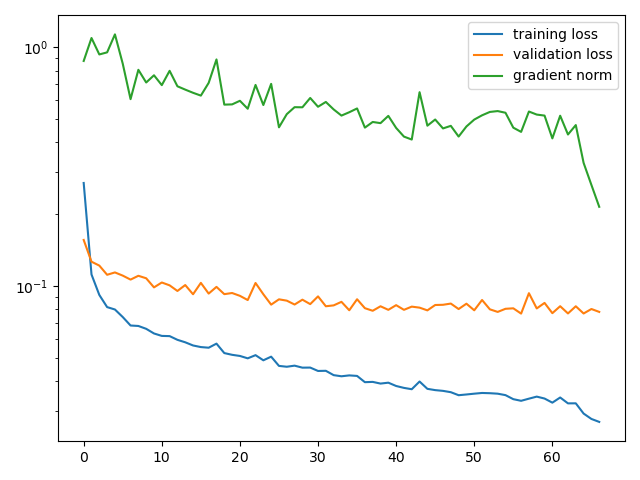 training loss
validation loss
gradient norm
10⁰
10⁻¹
0 10 20 30 40 50 60